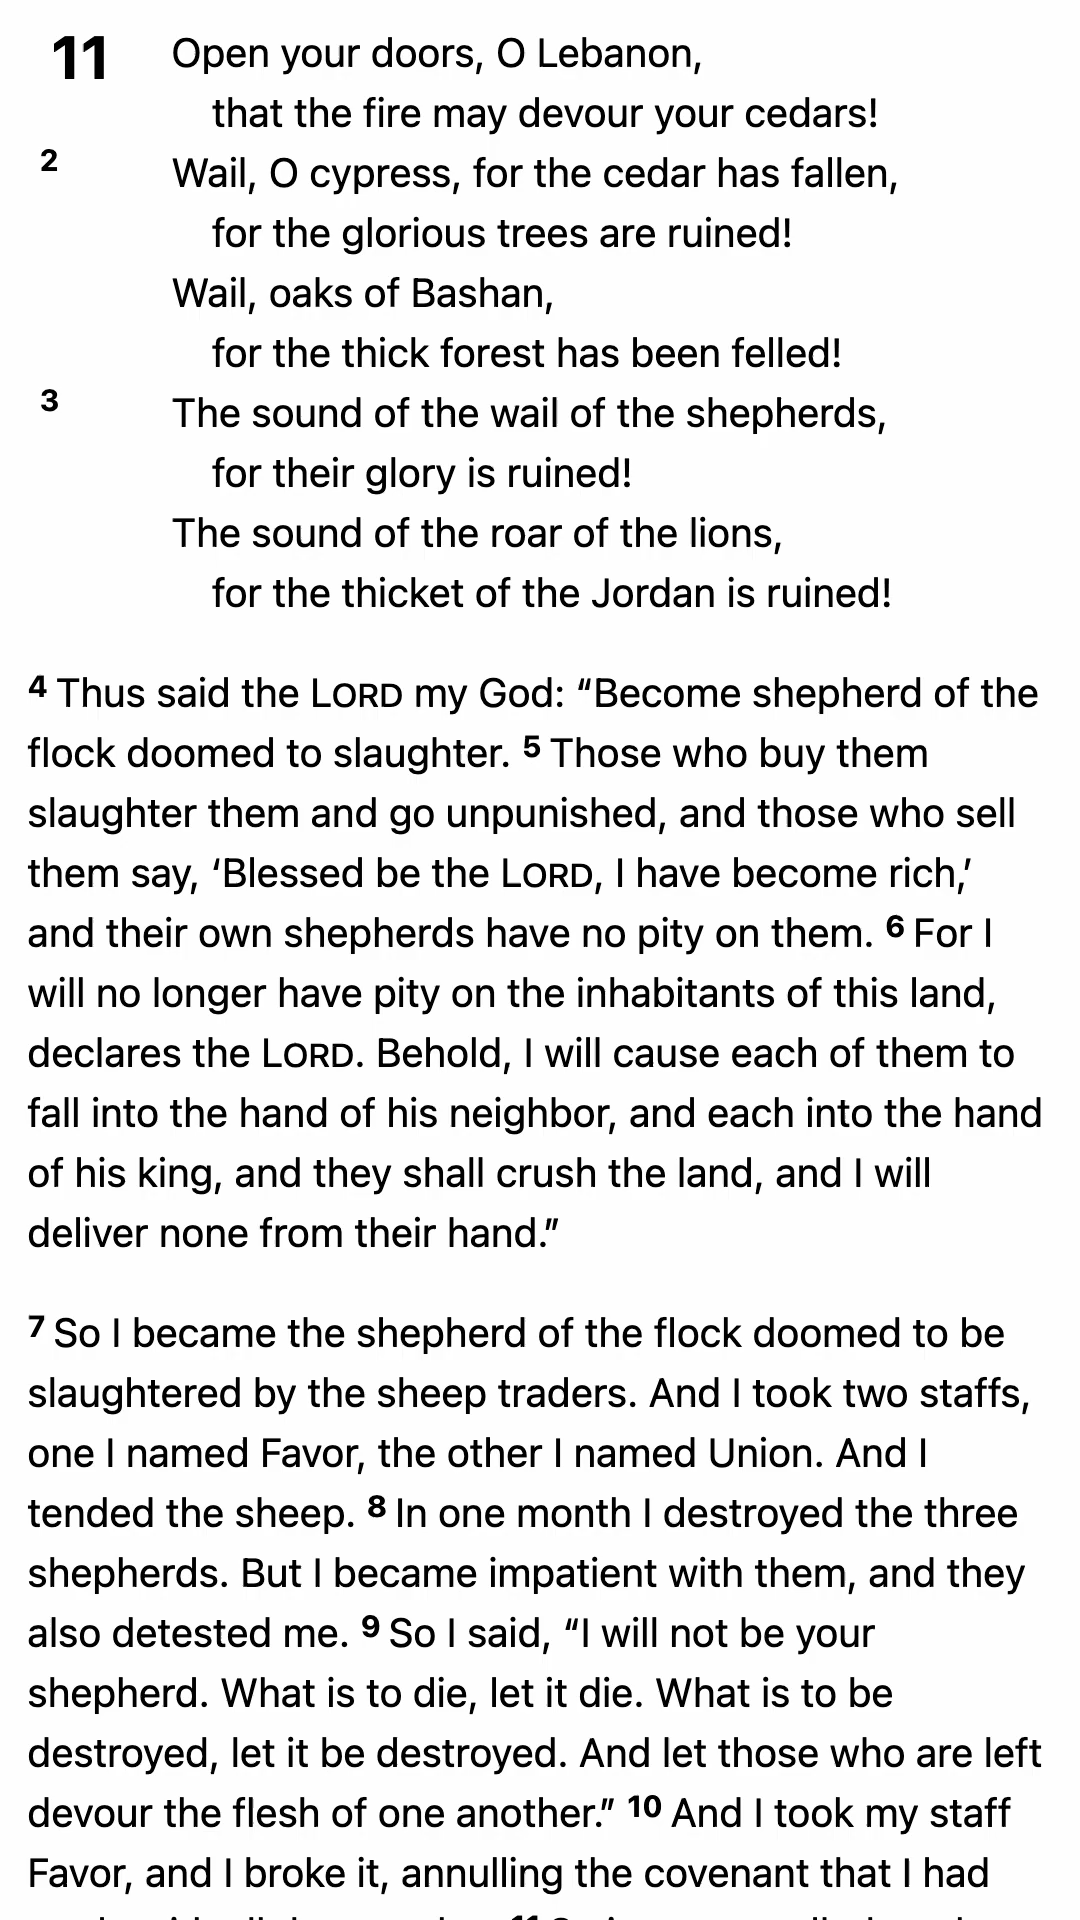 11 Open your doors, O Lebanon,
that the fire may devour your cedars!
2 Wail, O cypress, for the cedar has fallen,
for the glorious trees are ruined!
Wail, oaks of Bashan,
for the thick forest has been felled!
3 The sound of the wail of the shepherds,
for their glory is ruined!
The sound of the roar of the lions,
for the thicket of the Jordan is ruined!
4 Thus said the LORD my God: “Become shepherd of the
flock doomed to slaughter. 5 Those who buy them
slaughter them and go unpunished, and those who sell
them say, ‘Blessed be the LORD, I have become rich,’
and their own shepherds have no pity on them. 6 For I
will no longer have pity on the inhabitants of this land,
declares the LORD. Behold, I will cause each of them to
fall into the hand of his neighbor, and each into the hand
of his king, and they shall crush the land, and I will
deliver none from their hand.”
7 So I became the shepherd of the flock doomed to be
slaughtered by the sheep traders. And I took two staffs,
one I named Favor, the other I named Union. And I
tended the sheep. 8 In one month I destroyed the three
shepherds. But I became impatient with them, and they
also detested me. 9 So I said, “I will not be your
shepherd. What is to die, let it die. What is to be
destroyed, let it be destroyed. And let those who are left
devour the flesh of one another.” 10 And I took my staff
Favor, and I broke it, annulling the covenant that I had